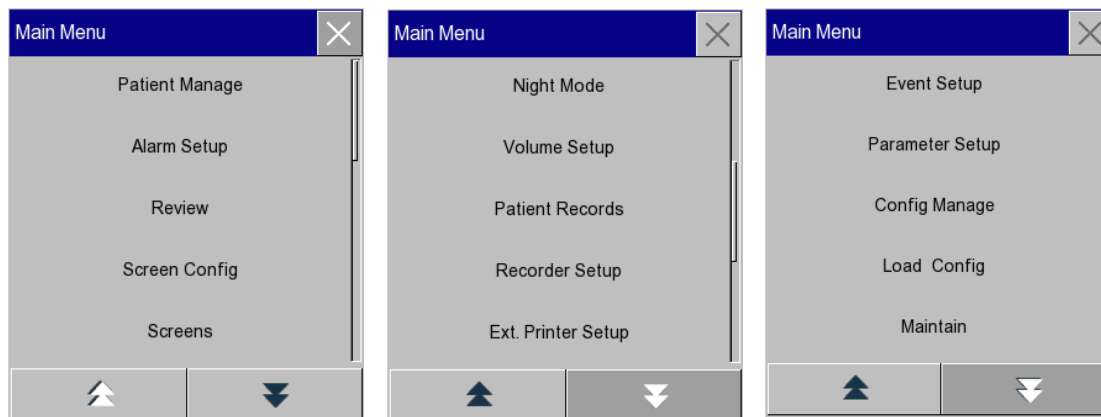 Main Menu
Patient Manage
Alarm Setup
Review
Screen Config
Screens
Main Menu
Night Mode
Volume Setup
Patient Records
Recorder Setup
Ext. Printer Setup
Main Menu
Event Setup
Parameter Setup
Config Manage
Load Config
Maintain